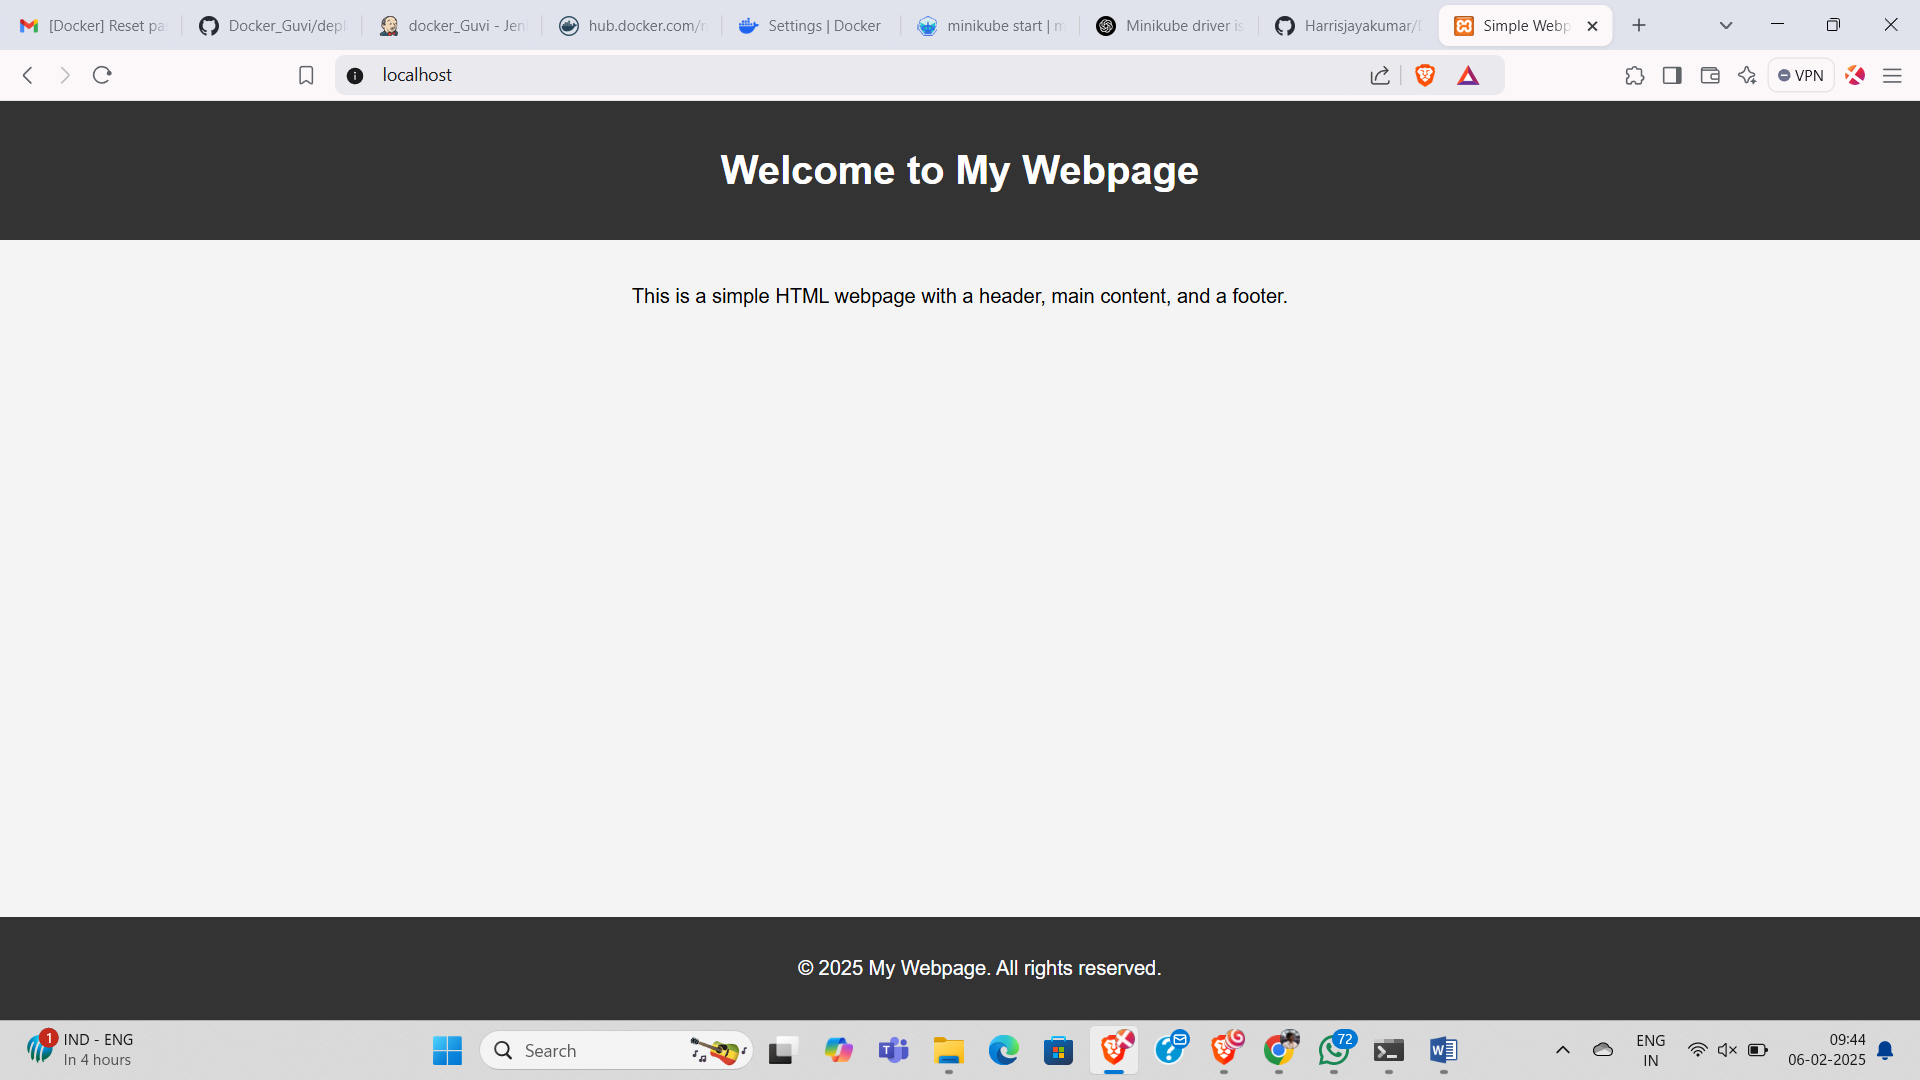 [Docker] Reset pa
Docker_Guvi/depl
docker_Guvi - Jen
hub.docker.com/r
Settings | Docker
minikube start | m
Minikube driver is
Harrisjayakumar/D
Simple Webp
localhost
VPN
Welcome to My Webpage
This is a simple HTML webpage with a header, main content, and a footer.
© 2025 My Webpage. All rights reserved.
1
IND - ENG
In 4 hours
Search
72
ENG
IN
09:44
06-02-2025